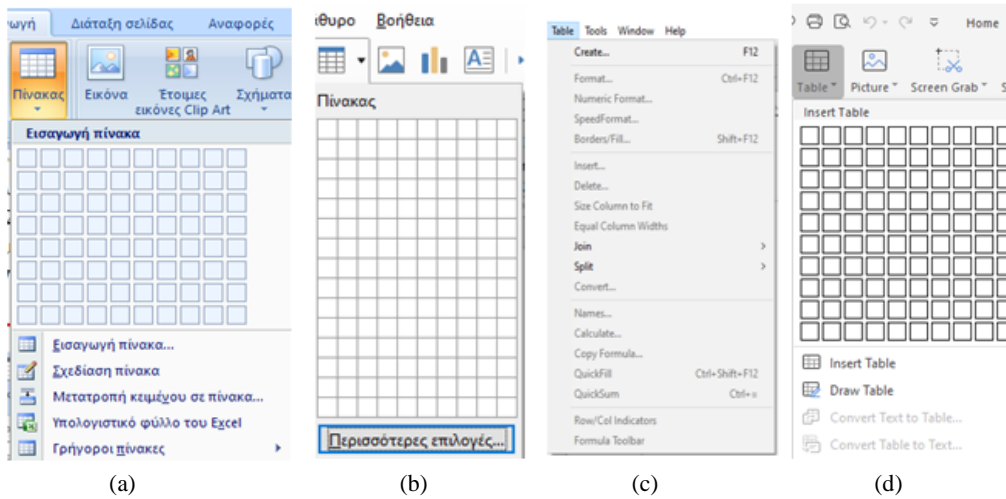 ωγή Διάταξη σελίδας Αναφορές
Πίνακας
Εικόνα
Έτοιμες
εικόνες Clip Art
Σχήματα
Εισαγωγή πίνακα
Εισαγωγή πίνακα...
Σχεδίαση πίνακα
Μετατροπή κειμένου σε πίνακα...
Υπολογιστικό φύλλο του Excel
Γρήγοροι πίνακες
(a)
θυρο Βοήθεια
Πίνακας
Περισσότερες επιλογές...
(b)
Table Tools Window Help
Create... F12
Format... Ctrl+F12
Numeric Format...
SpeedFormat...
Borders/Fill... Shift+F12
Insert...
Delete...
Size Column to Fit
Equal Column Widths
Join
Split
Convert...
Names...
Calculate...
Copy Formula...
QuickFill Ctrl+Shift+F12
QuickSum Ctrl+=
Row/Col Indicators
Formula Toolbar
(c)
Home
Table Picture Screen Grab S
Insert Table
Insert Table
Draw Table
Convert Text to Table...
Convert Table to Text...
(d)